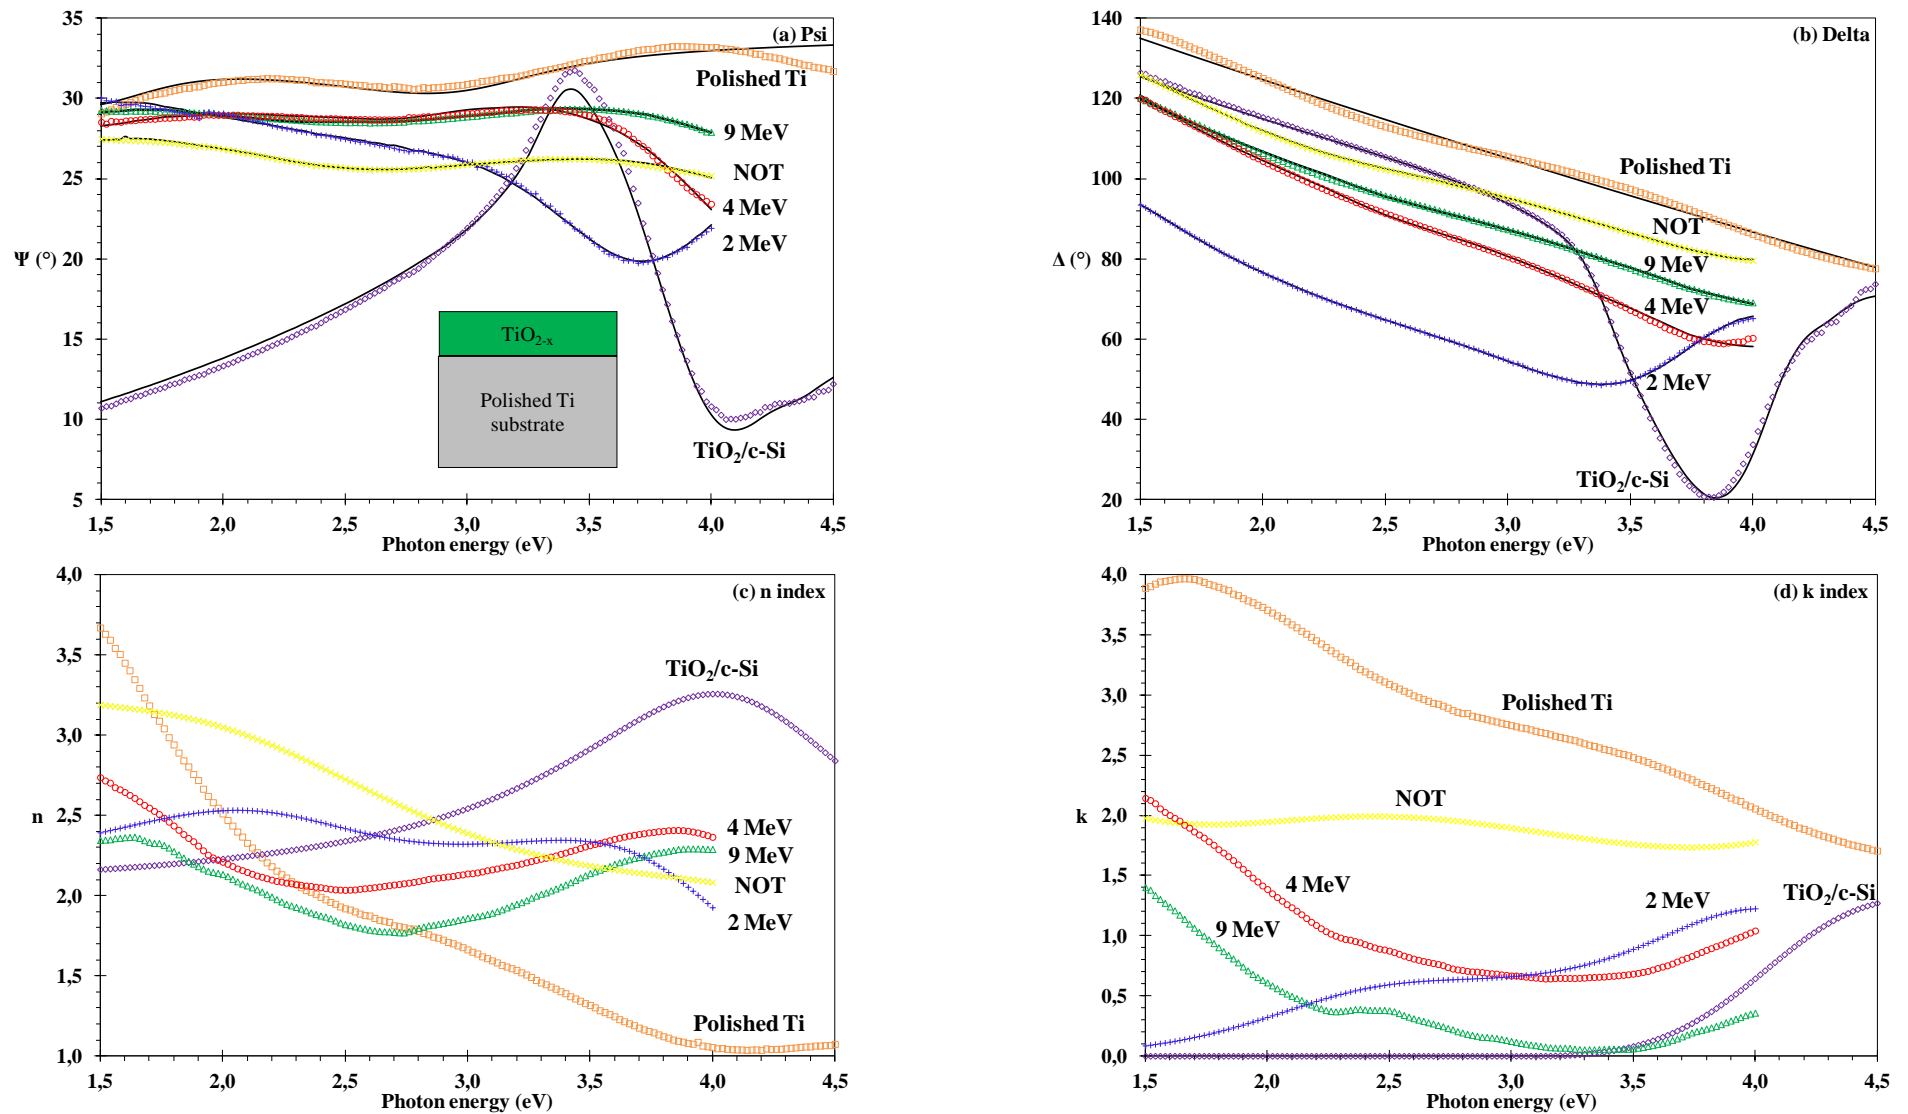 (a) Psi
35
30
25
20
15
10
5
Ψ (°)
Polished Ti
9 MeV
NOT
4 MeV
2 MeV
TiO₂/c-Si
TiO₂₋ₓ
Polished Ti
substrate
1,5 2,0 2,5 3,0 3,5 4,0 4,5
Photon energy (eV)
(b) Delta
140
120
100
80
60
40
20
Δ (°)
Polished Ti
NOT
9 MeV
4 MeV
2 MeV
TiO₂/c-Si
1,5 2,0 2,5 3,0 3,5 4,0 4,5
Photon energy (eV)
(c) n index
4,0
3,5
3,0
2,5
2,0
1,5
1,0
n
TiO₂/c-Si
4 MeV
9 MeV
NOT
2 MeV
Polished Ti
1,5 2,0 2,5 3,0 3,5 4,0 4,5
Photon energy (eV)
(d) k index
4,0
3,5
3,0
2,5
2,0
1,5
1,0
0,5
0,0
k
Polished Ti
NOT
4 MeV
9 MeV
2 MeV
TiO₂/c-Si
1,5 2,0 2,5 3,0 3,5 4,0 4,5
Photon energy (eV)